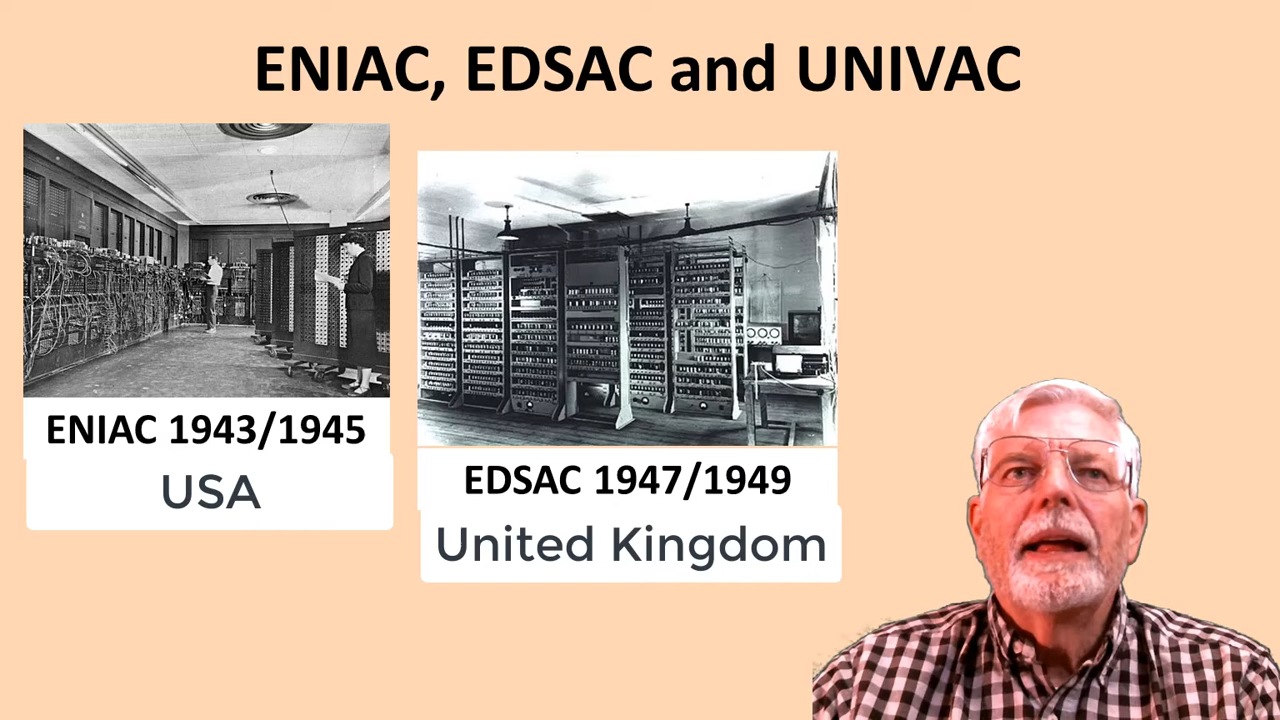 ENIAC, EDSAC and UNIVAC
ENIAC 1943/1945
USA
EDSAC 1947/1949
United Kingdom